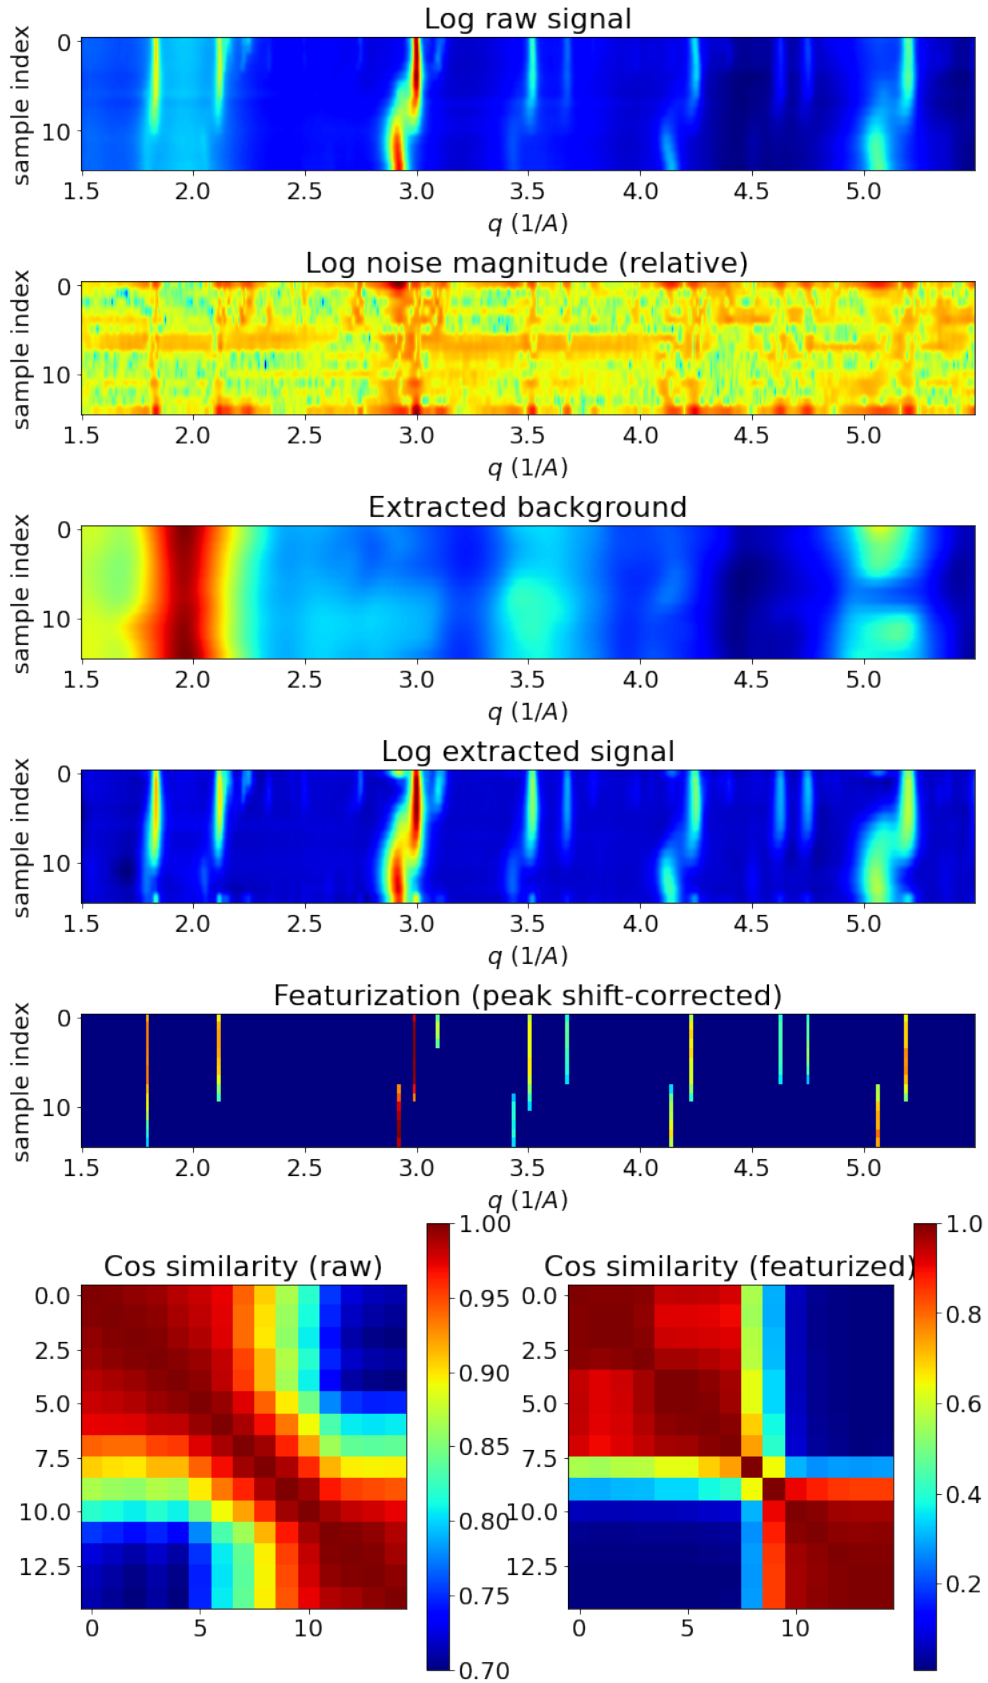 Log raw signal
sample index
0
10
1.5 2.0 2.5 3.0 3.5 4.0 4.5 5.0
q (1/A)
Log noise magnitude (relative)
sample index
0
10
1.5 2.0 2.5 3.0 3.5 4.0 4.5 5.0
q (1/A)
Extracted background
sample index
0
10
1.5 2.0 2.5 3.0 3.5 4.0 4.5 5.0
q (1/A)
Log extracted signal
sample index
0
10
1.5 2.0 2.5 3.0 3.5 4.0 4.5 5.0
q (1/A)
Featurization (peak shift-corrected)
sample index
0
10
1.5 2.0 2.5 3.0 3.5 4.0 4.5 5.0
q (1/A)
Cos similarity (raw)
0.0
2.5
5.0
7.5
10.0
12.5
0 5 10
1.00
0.95
0.90
0.85
0.80
0.75
0.70
Cos similarity (featurized)
0.0
2.5
5.0
7.5
10.0
12.5
0 5 10
1.0
0.8
0.6
0.4
0.2